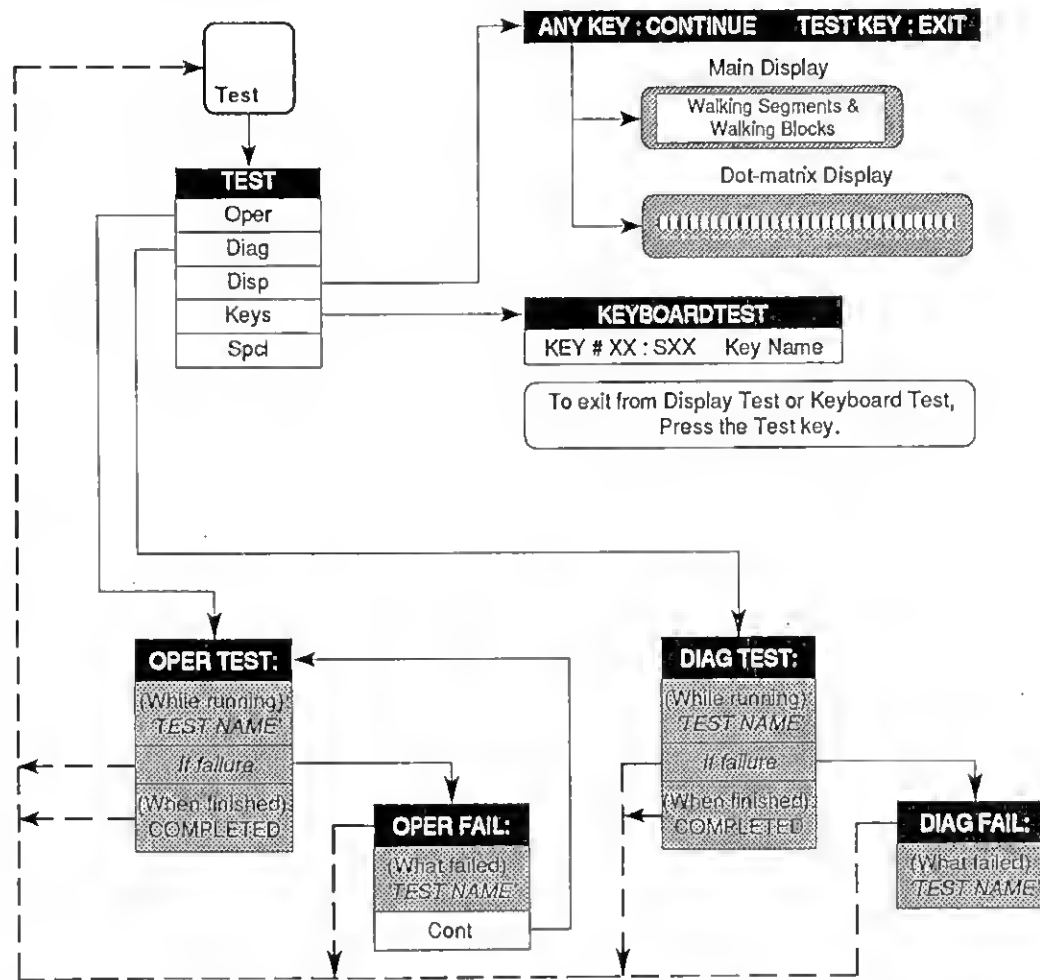 Test
TEST
Oper
Diag
Disp
Keys
Spcl
ANY KEY : CONTINUE TEST KEY : EXIT
Main Display
Walking Segments &
Walking Blocks
Dot-matrix Display
KEYBOARDTEST
KEY # XX : SXX Key Name
To exit from Display Test or Keyboard Test,
Press the Test key.
OPER TEST:
(While running)
'TEST NAME'
If failure
(When finished)
COMPLETED
OPER FAIL:
(What failed)
'TEST NAME'
Cont
DIAG TEST:
(While running)
'TEST NAME'
If failure
(When finished)
COMPLETED
DIAG FAIL:
(What failed)
'TEST NAME'